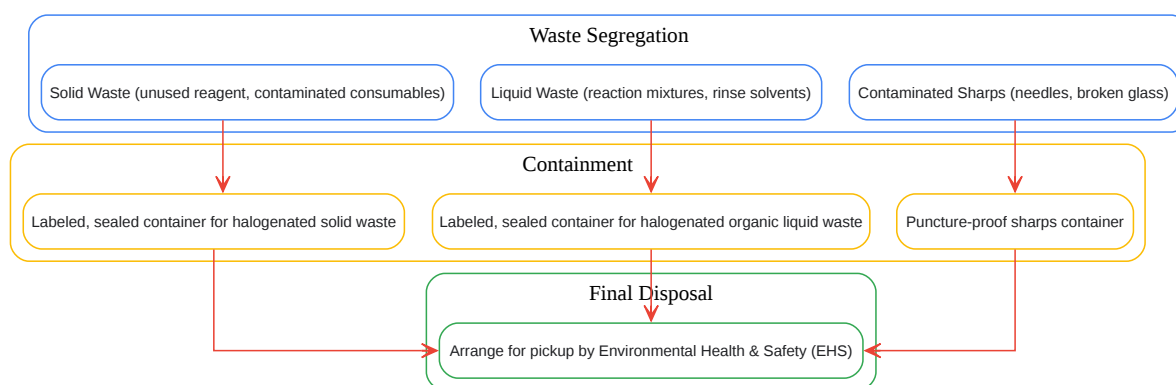 Waste Segregation
Solid Waste (unused reagent, contaminated consumables)
Liquid Waste (reaction mixtures, rinse solvents)
Contaminated Sharps (needles, broken glass)
Containment
Labeled, sealed container for halogenated solid waste
Labeled, sealed container for halogenated organic liquid waste
Puncture-proof sharps container
Final Disposal
Arrange for pickup by Environmental Health & Safety (EHS)